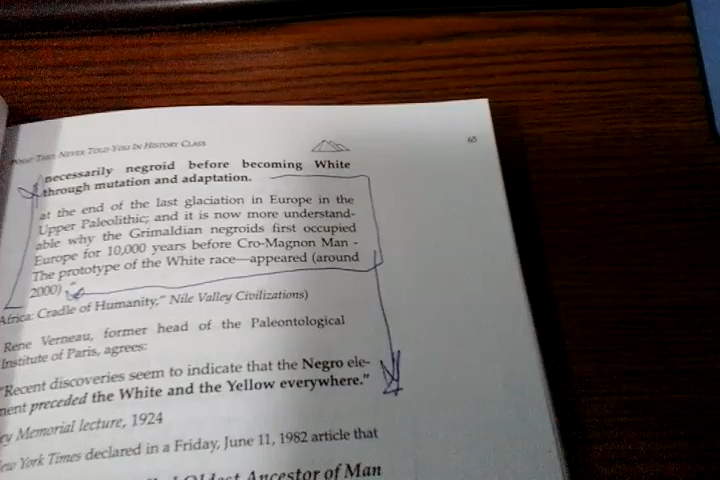 THEY NEVER TOLD YOU IN HISTORY CLASS
65
necessarily negroid before becoming White
through mutation and adaptation.
at the end of the last glaciation in Europe in the
Upper Paleolithic; and it is now more understand-
able why the Grimaldian negroids first occupied
Europe for 10,000 years before Cro-Magnon Man -
The prototype of the White race—appeared (around
2000)
Africa: Cradle of Humanity," Nile Valley Civilizations)
Rene Verneau, former head of the Paleontological
Institute of Paris, agrees:
"Recent discoveries seem to indicate that the Negro ele-
ment preceded the White and the Yellow everywhere."
Memorial lecture, 1924
York Times declared in a Friday, June 11, 1982 article that
Oldest Ancestor of Man